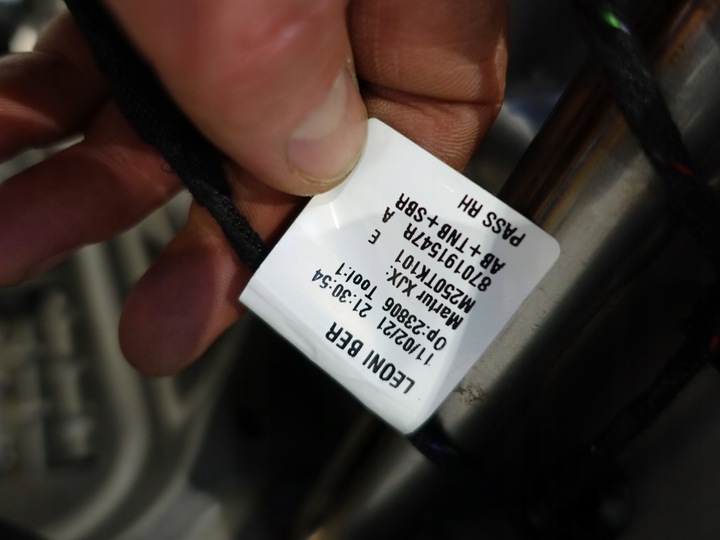 LEONI BER
11/02/21 21:30:54
Op:23806 Tool:1
Martur XJX:
M250TK101 E
870191547R A
AB+TNB+SBR
PASS RH